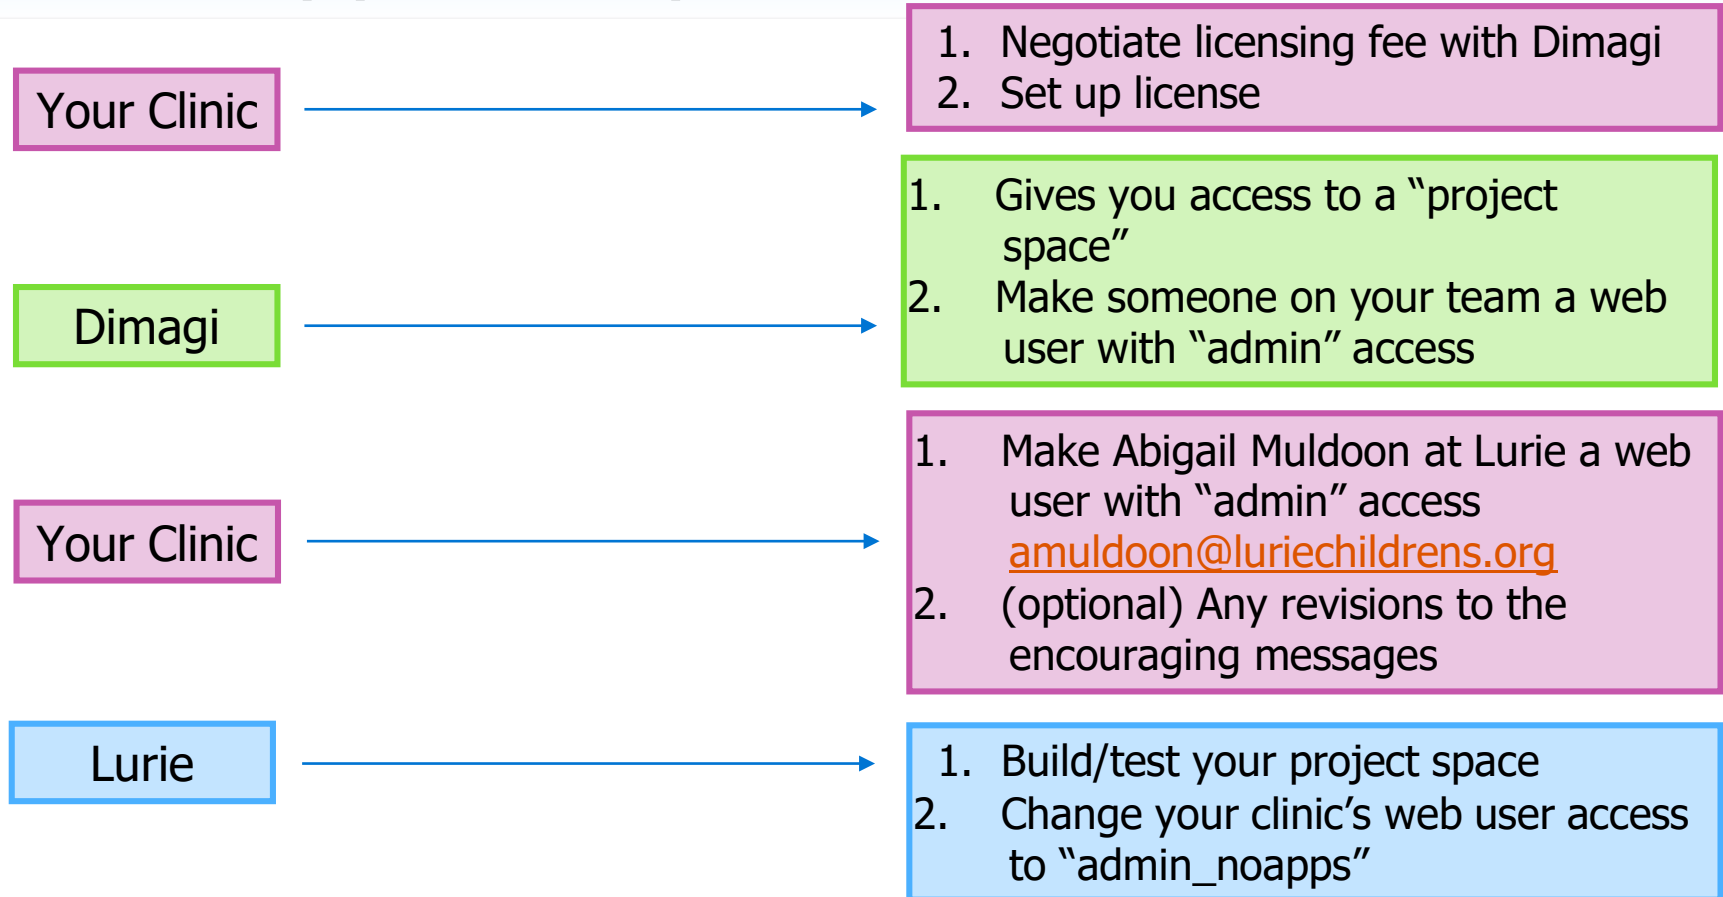 Your Clinic
1. Negotiate licensing fee with Dimagi
2. Set up license
Dimagi
1. Gives you access to a “project
space”
2. Make someone on your team a web
user with “admin” access
Your Clinic
1. Make Abigail Muldoon at Lurie a web
user with “admin” access
amuldoon@luriechildrens.org
2. (optional) Any revisions to the
encouraging messages
Lurie
1. Build/test your project space
2. Change your clinic’s web user access
to “admin_noapps”